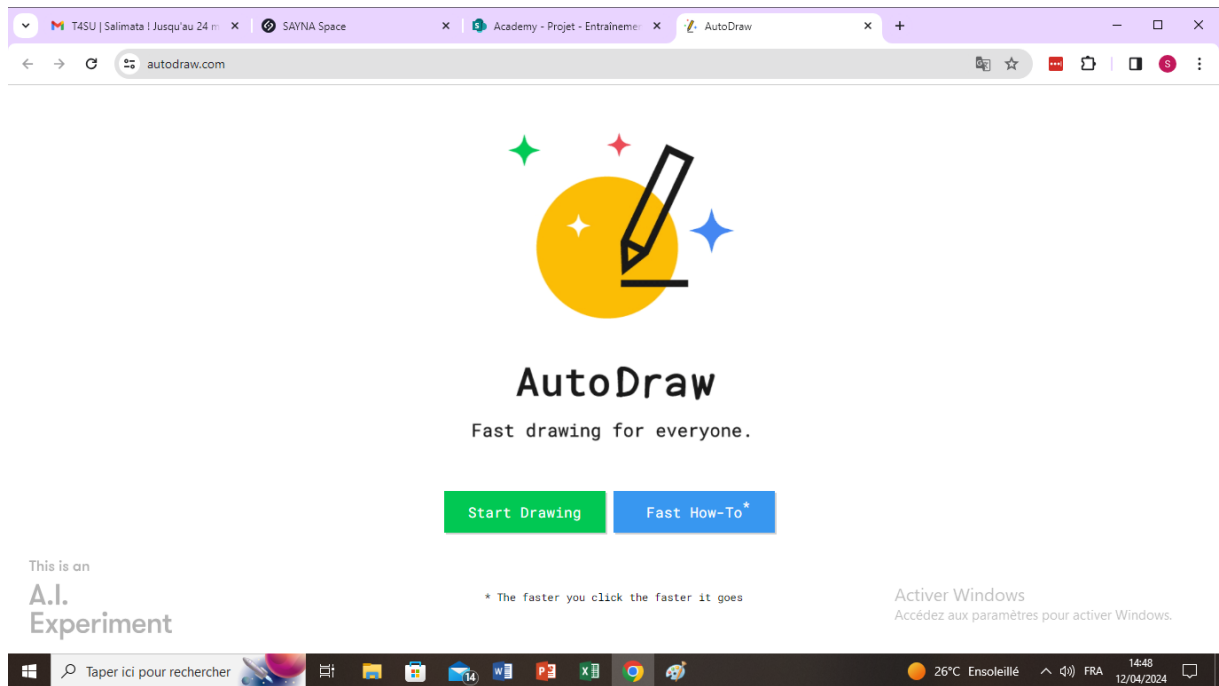 T4SU | Salimata ! Jusqu'au 24 m
SAYNA Space
Academy - Projet - Entraîneme
AutoDraw
autodraw.com
S
AutoDraw
Fast drawing for everyone.
Start Drawing
Fast How-To*
This is an
A.I.
Experiment
* The faster you click the faster it goes
Activer Windows
Accédez aux paramètres pour activer Windows.
Taper ici pour rechercher
14
26°C Ensoleillé
FRA
14:48
12/04/2024